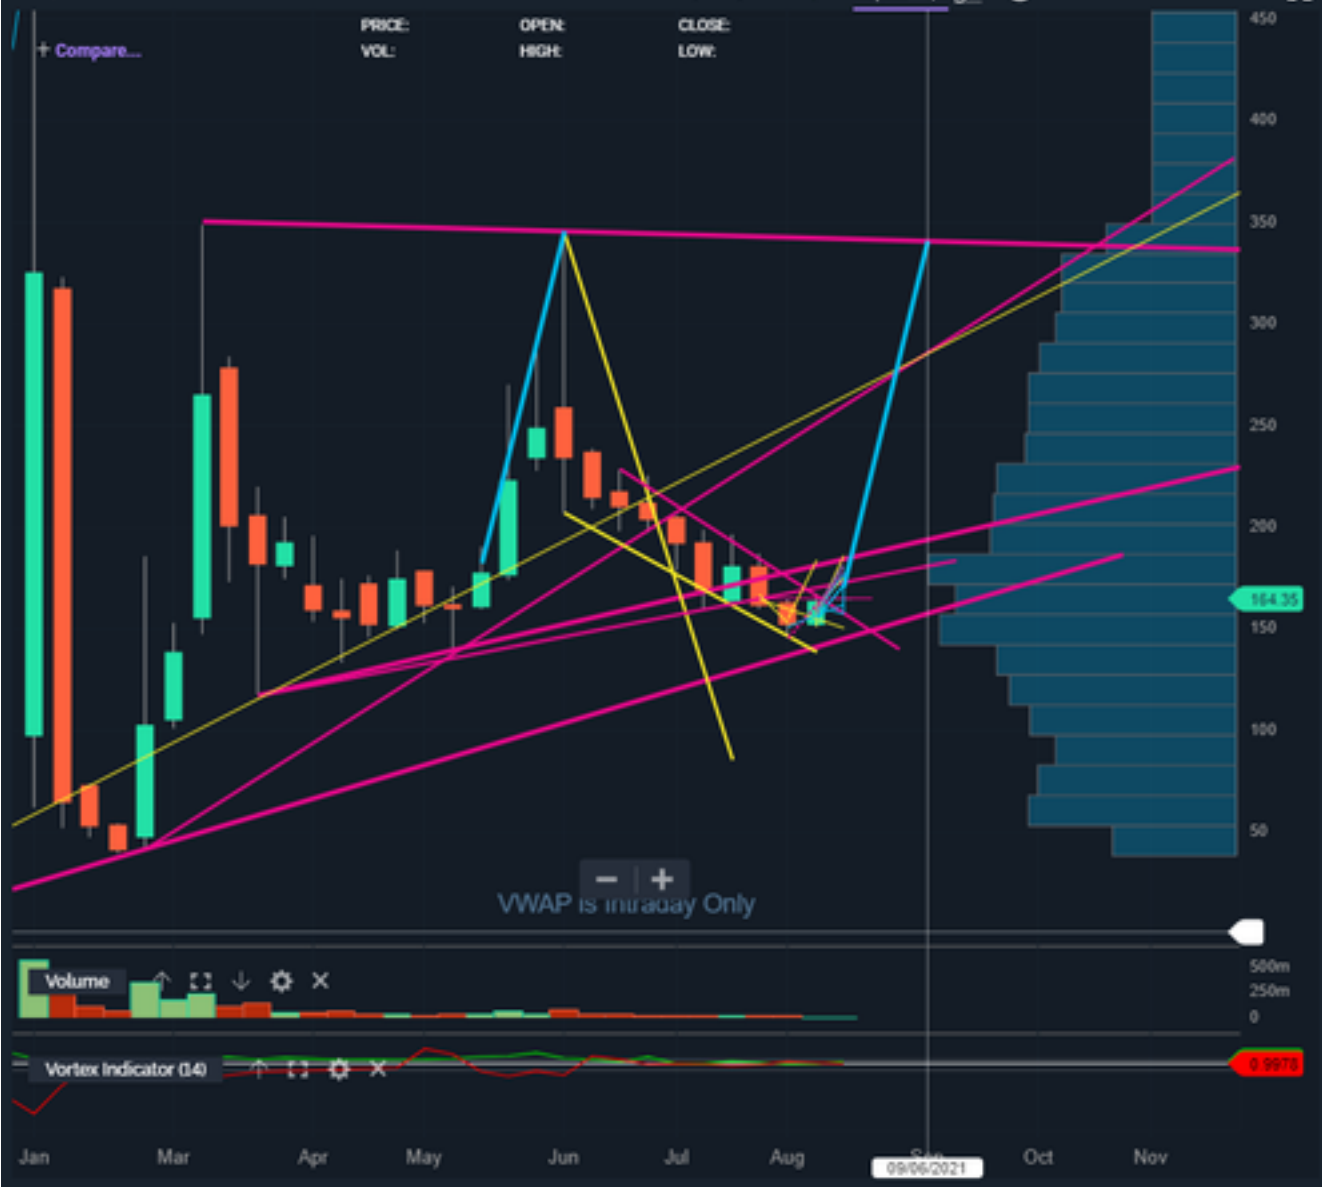 PRICE: OPEN: CLOSE:
+ Compare...
VOL: HIGH: LOW:
450
400
350
300
250
200
164.35
150
100
50
− +
VWAP is Intraday Only
Volume
500m
250m
0
Vortex Indicator (14)
0.9978
Jan Mar Apr May Jun Jul Aug Sep Oct Nov
09/06/2021